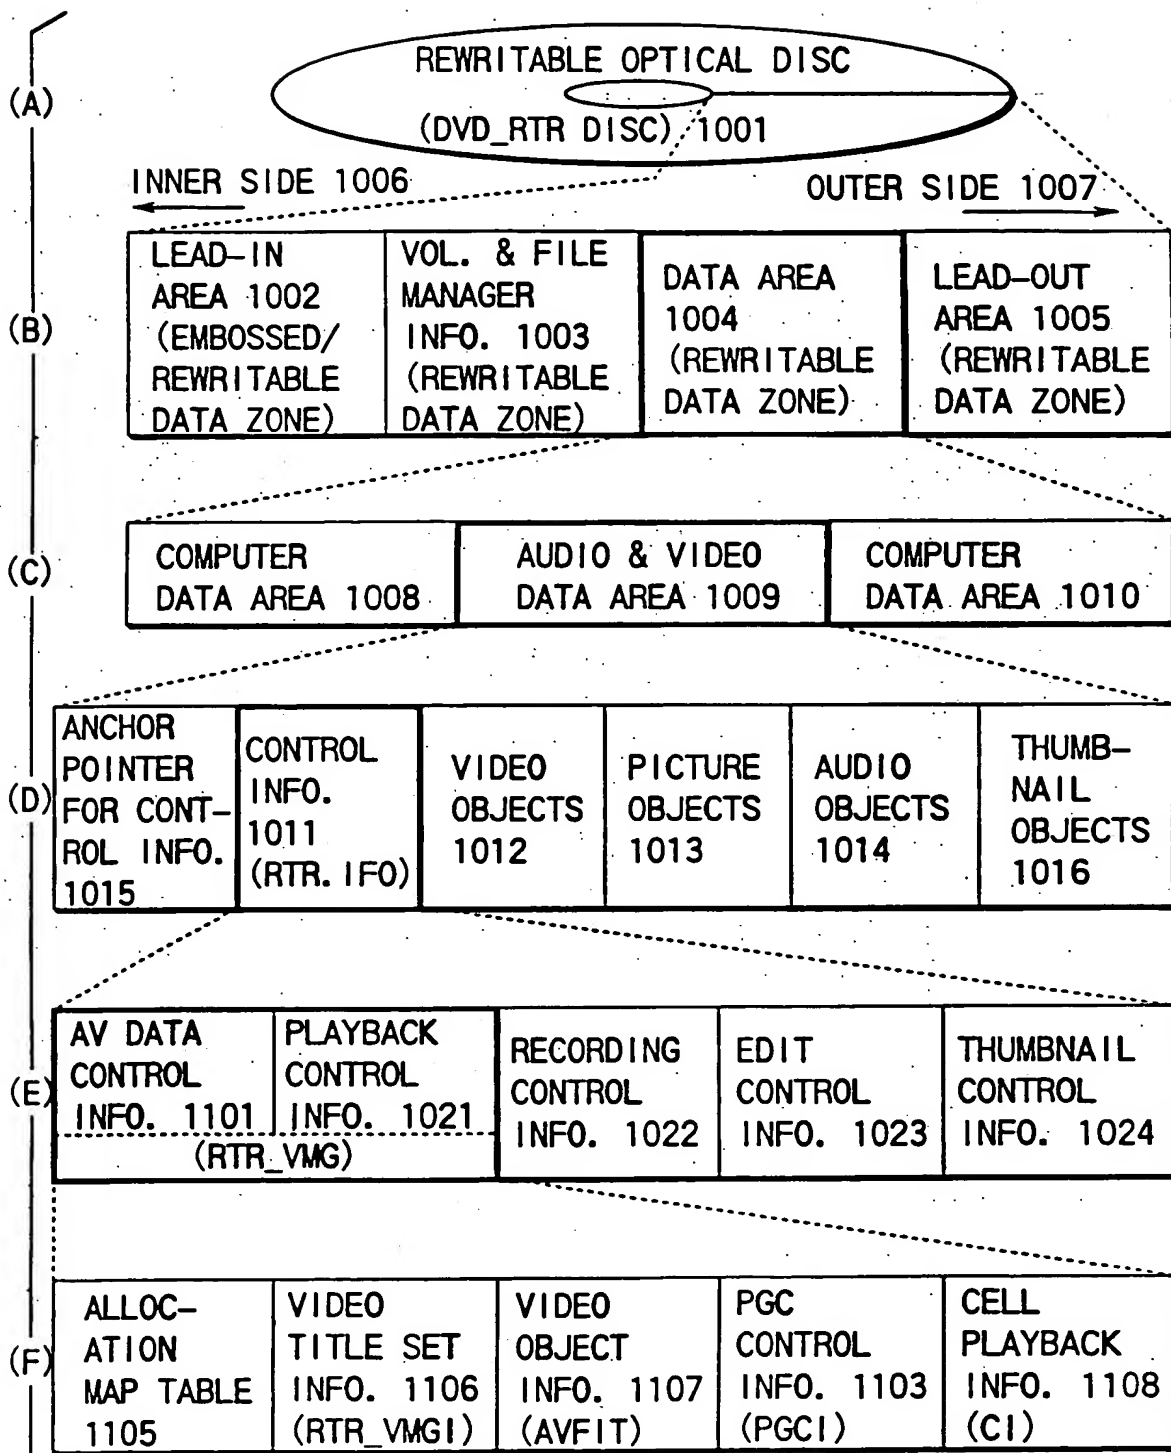 REWRITABLE OPTICAL DISC
(A)
(DVD_RTR DISC) 1001
INNER SIDE 1006
OUTER SIDE 1007
(B)
LEAD-IN
AREA 1002
(EMBOSSED/
REWRITABLE
DATA ZONE)
VOL. & FILE
MANAGER
INFO. 1003
(REWRITABLE
DATA ZONE)
DATA AREA
1004
(REWRITABLE
DATA ZONE)
LEAD-OUT
AREA 1005
(REWRITABLE
DATA ZONE)
(C)
COMPUTER
DATA AREA 1008
AUDIO & VIDEO
DATA AREA 1009
COMPUTER
DATA AREA 1010
(D)
ANCHOR
POINTER
FOR CONT-
ROL INFO.
1015
CONTROL
INFO.
1011
(RTR.IFO)
VIDEO
OBJECTS
1012
PICTURE
OBJECTS
1013
AUDIO
OBJECTS
1014
THUMB-
NAIL
OBJECTS
1016
(E)
AV DATA
CONTROL
INFO. 1101
PLAYBACK
CONTROL
INFO. 1021
(RTR_VMG)
RECORDING
CONTROL
INFO. 1022
EDIT
CONTROL
INFO. 1023
THUMBNAIL
CONTROL
INFO. 1024
(F)
ALLOC-
ATION
MAP TABLE
1105
VIDEO
TITLE SET
INFO. 1106
(RTR_VMGI)
VIDEO
OBJECT
INFO. 1107
(AVFIT)
PGC
CONTROL
INFO. 1103
(PGCI)
CELL
PLAYBACK
INFO. 1108
(CI)